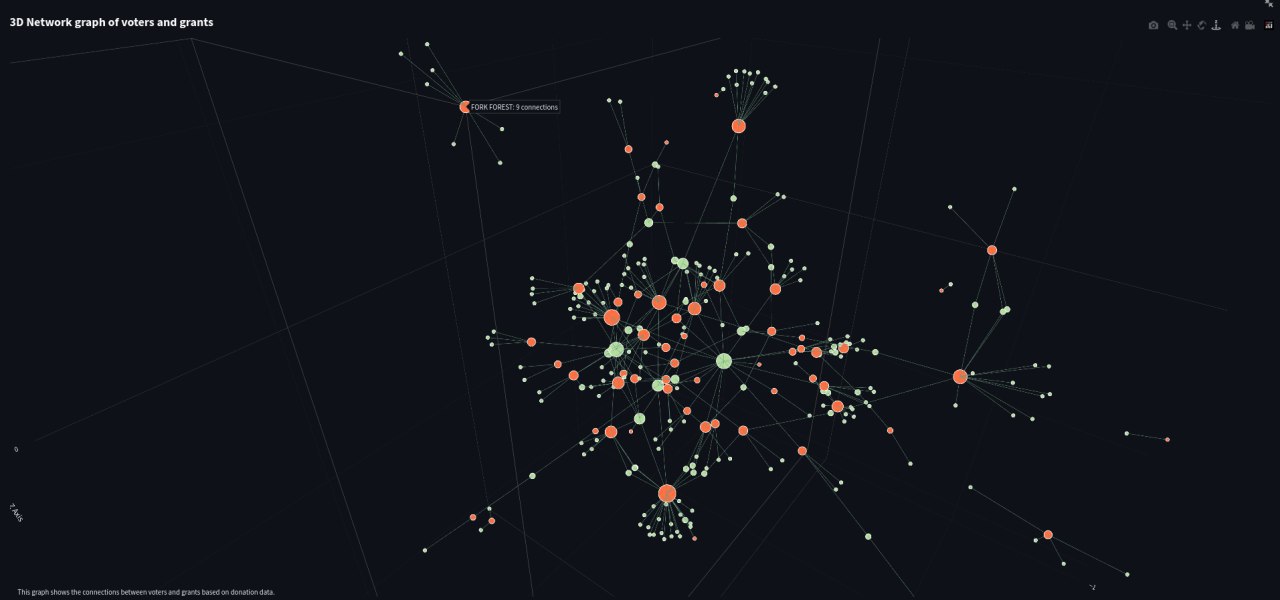 3D Network graph of voters and grants
FORK FOREST: 9 connections
0
Z Axis
This graph shows the connections between voters and grants based on donation data.